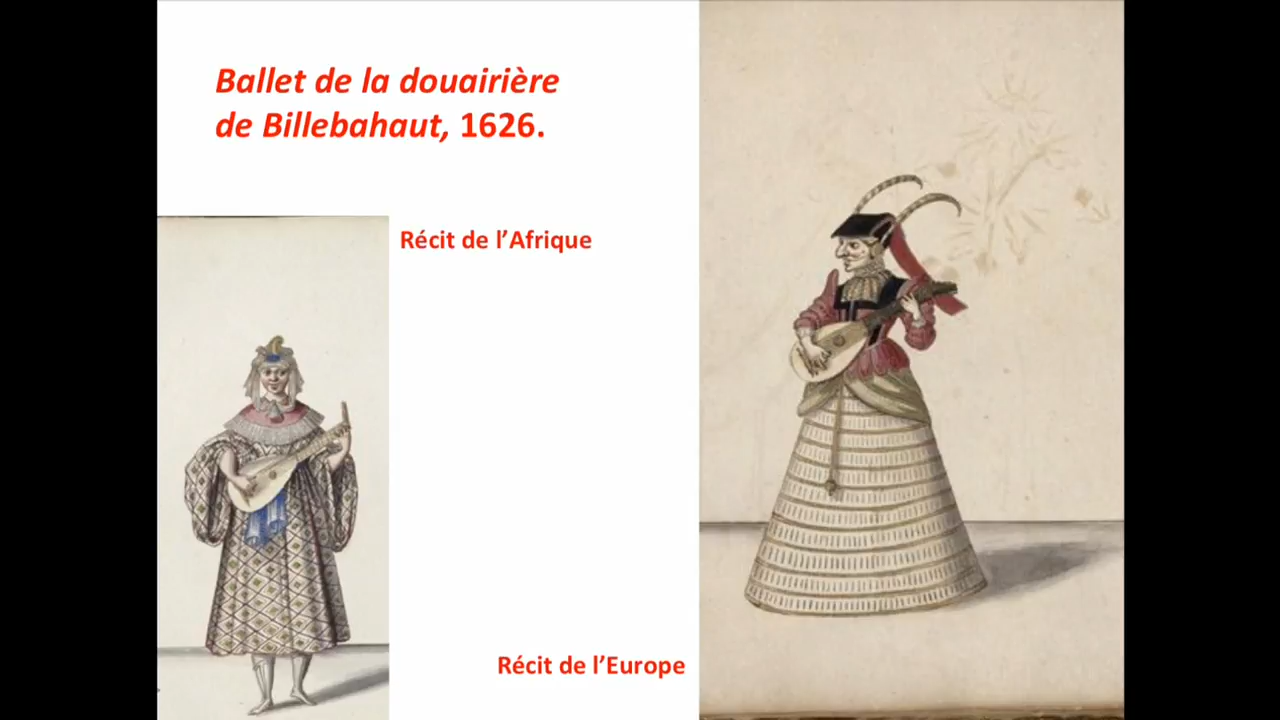 Ballet de la douairière
de Billebahaut, 1626.
Récit de l’Afrique
Récit de l’Europe